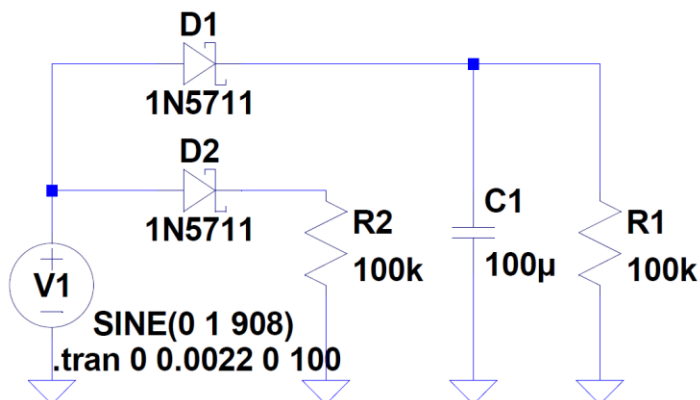 D1
1N5711
D2
1N5711
R2
100k
C1
100µ
R1
100k
V1
SINE(0 1 908)
.tran 0 0.0022 0 100